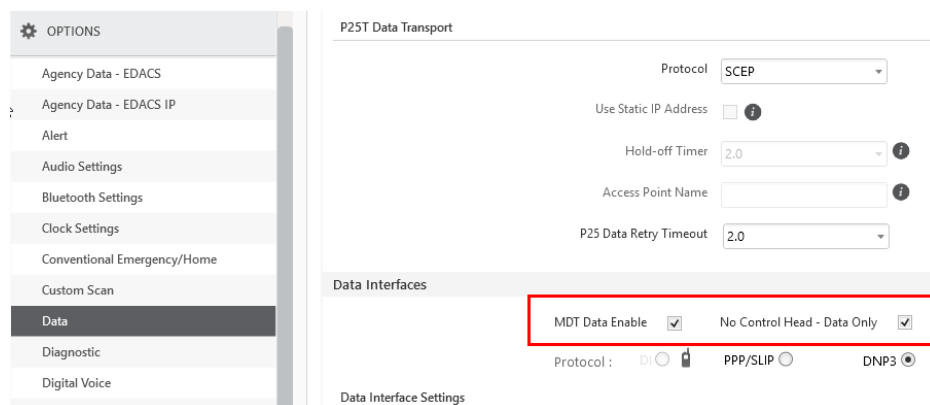 OPTIONS
Agency Data - EDACS
Agency Data - EDACS IP
Alert
Audio Settings
Bluetooth Settings
Clock Settings
Conventional Emergency/Home
Custom Scan
Data
Diagnostic
Digital Voice
P25T Data Transport
Protocol SCEP
Use Static IP Address
Hold-off Timer 2.0
Access Point Name
P25 Data Retry Timeout 2.0
Data Interfaces
MDT Data Enable No Control Head - Data Only
Protocol : DI PPP/SLIP DNP3
Data Interface Settings